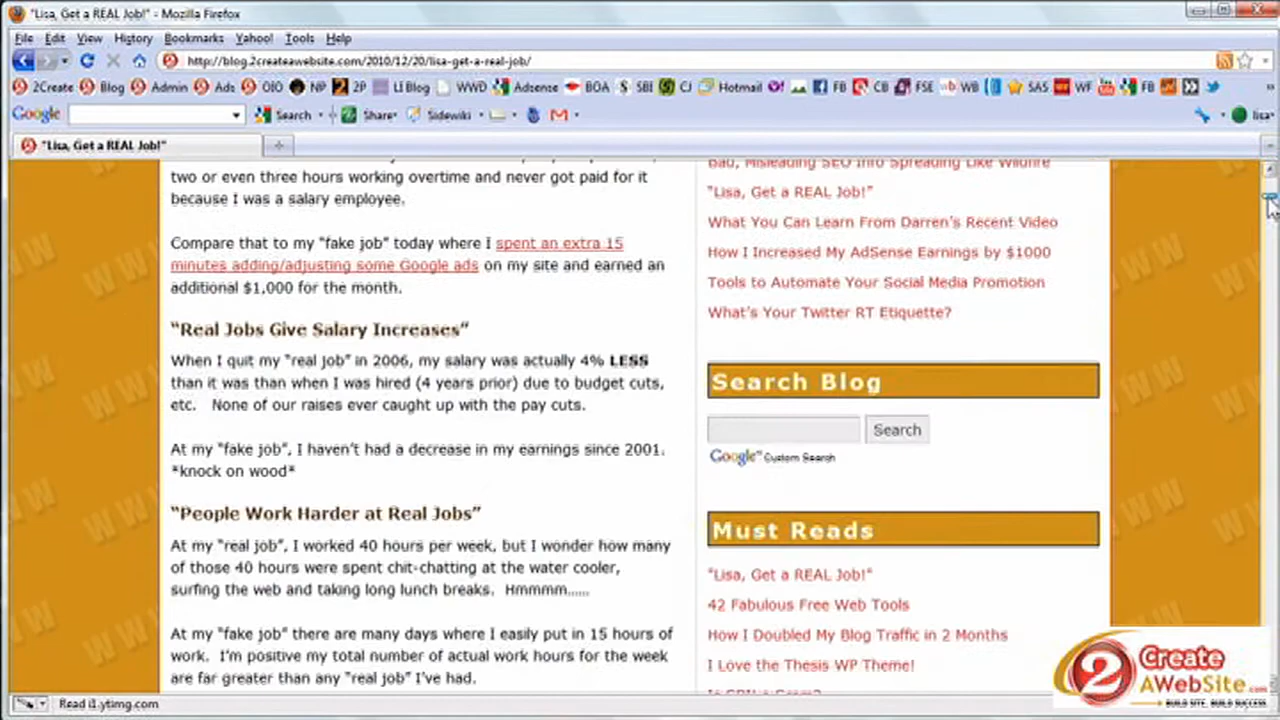 "Lisa, Get a REAL Job!" - Mozilla Firefox
File Edit View History Bookmarks Yahoo! Tools Help
http://blog.2createawebsite.com/2010/12/20/lisa-get-a-real-job/
2Create Blog Admin Ads OIO NP 2P LI Blog WWD Adsense BOA SBI CJ Hotmail FB CB FSE WB SAS WF FB
Google Search Share Sidewiki lisa
"Lisa, Get a REAL Job!"
two or even three hours working overtime and never got paid for it
because I was a salary employee.
Compare that to my "fake job" today where I spent an extra 15
minutes adding/adjusting some Google ads on my site and earned an
additional $1,000 for the month.
"Real Jobs Give Salary Increases"
When I quit my "real job" in 2006, my salary was actually 4% LESS
than it was than when I was hired (4 years prior) due to budget cuts,
etc. None of our raises ever caught up with the pay cuts.
At my "fake job", I haven't had a decrease in my earnings since 2001.
*knock on wood*
"People Work Harder at Real Jobs"
At my "real job", I worked 40 hours per week, but I wonder how many
of those 40 hours were spent chit-chatting at the water cooler,
surfing the web and taking long lunch breaks. Hmmmm......
At my "fake job" there are many days where I easily put in 15 hours of
work. I'm positive my total number of actual work hours for the week
are far greater than any "real job" I've had.
Bad, Misleading SEO Info Spreading Like Wildfire
"Lisa, Get a REAL Job!"
What You Can Learn From Darren's Recent Video
How I Increased My AdSense Earnings by $1000
Tools to Automate Your Social Media Promotion
What's Your Twitter RT Etiquette?
Search Blog
Search
Google™ Custom Search
Must Reads
"Lisa, Get a REAL Job!"
42 Fabulous Free Web Tools
How I Doubled My Blog Traffic in 2 Months
I Love the Thesis WP Theme!
2 Create
AWebSite.com
BUILD SITE. BUILD SUCCESS
Read i1.ytimg.com